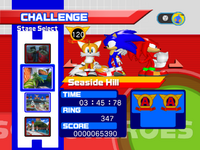 CHALLENGE
Stage Select
120
Seaside Hill
TIME
03 : 45 : 78
RING
347
SCORE
0000065390